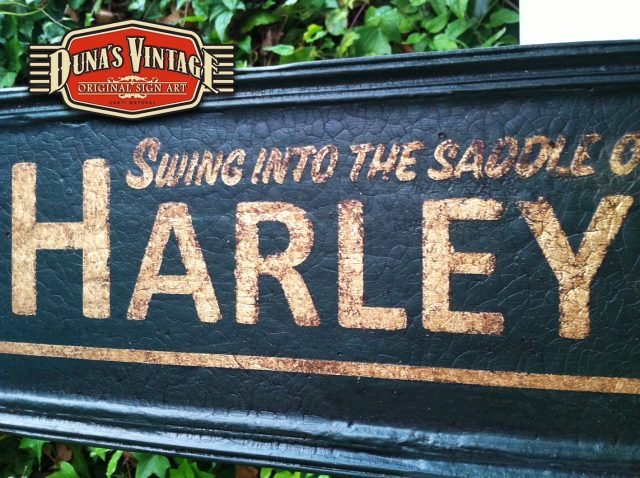 DUNA'S VINTAGE
ORIGINAL SIGN ART
SWING INTO THE SADDLE O
HARLEY